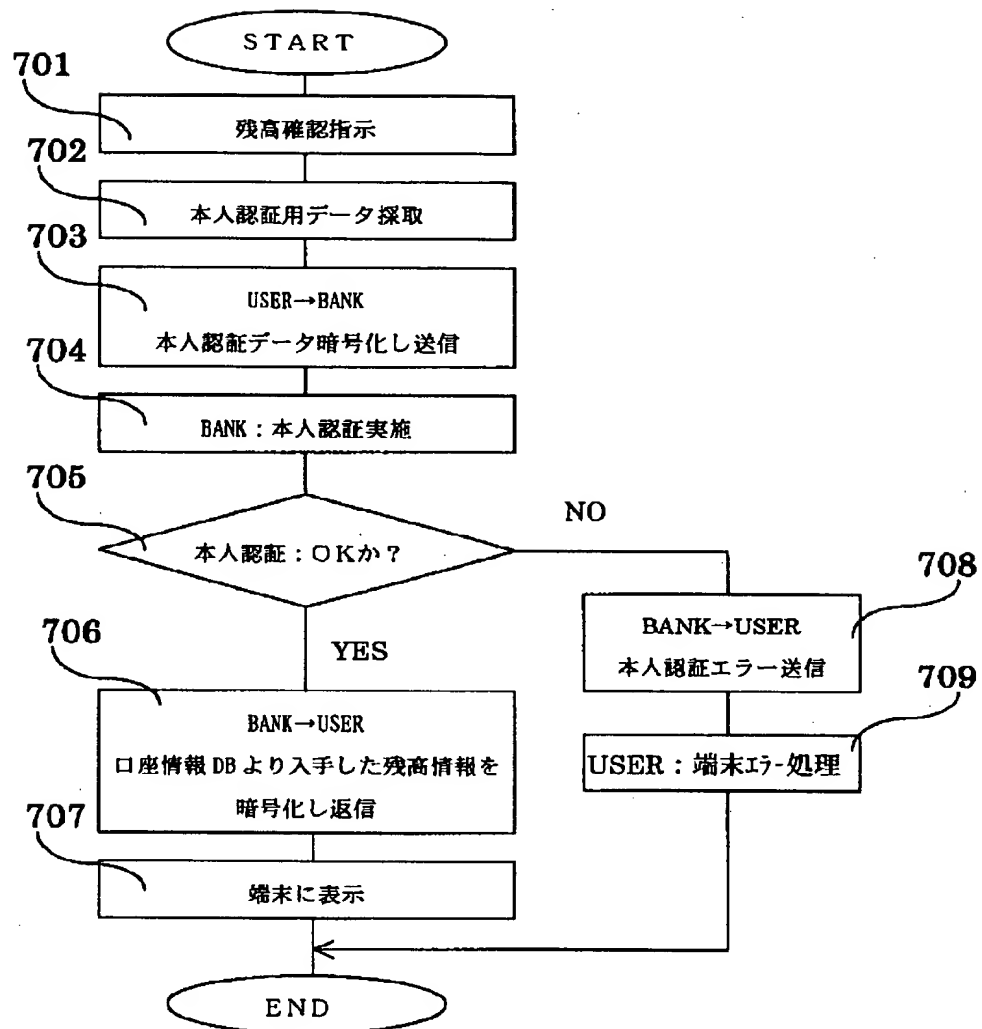 START
701
残高確認指示
702
本人認証用データ採取
703
USER→BANK
本人認証データ暗号化し送信
704
BANK：本人認証実施
705
本人認証：OKか？
NO
YES
706
BANK→USER
口座情報DBより入手した残高情報を
暗号化し返信
707
端末に表示
708
BANK→USER
本人認証エラー送信
709
USER：端末ｴﾗｰ処理
END